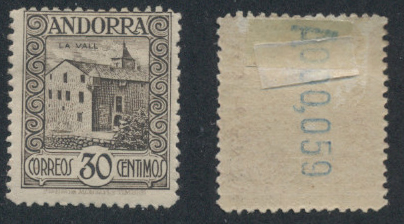 ANDORRA
LA VALL
CORREOS 30 CENTIMOS
A000,059